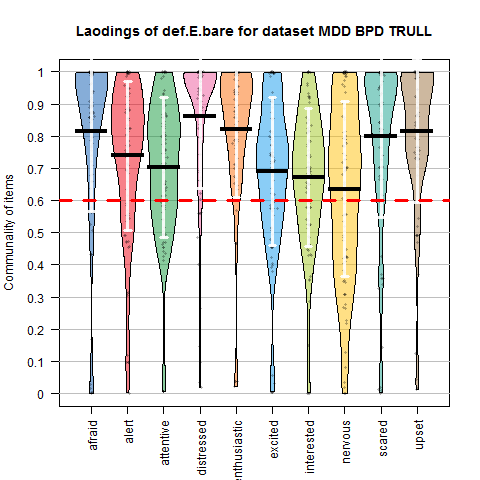 Laodings of def.E.bare for dataset MDD BPD TRULL
Communality of items
1
0.9
0.8
0.7
0.6
0.5
0.4
0.3
0.2
0.1
0
afraid
alert
attentive
distressed
nthusiastic
excited
interested
nervous
scared
upset